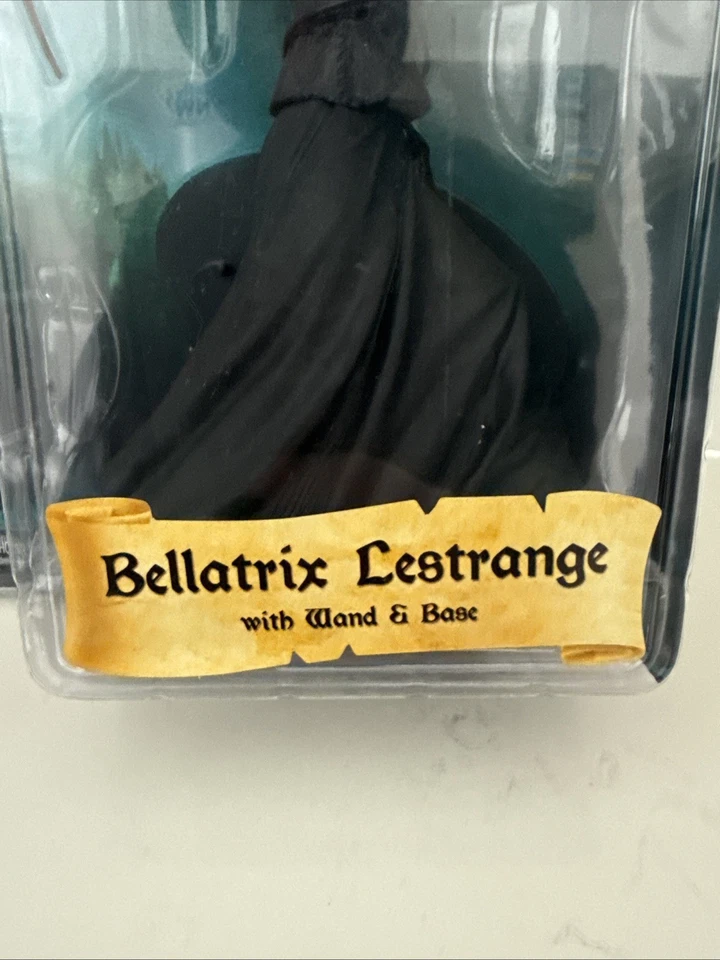 Bellatrix Lestrange
with Wand & Base